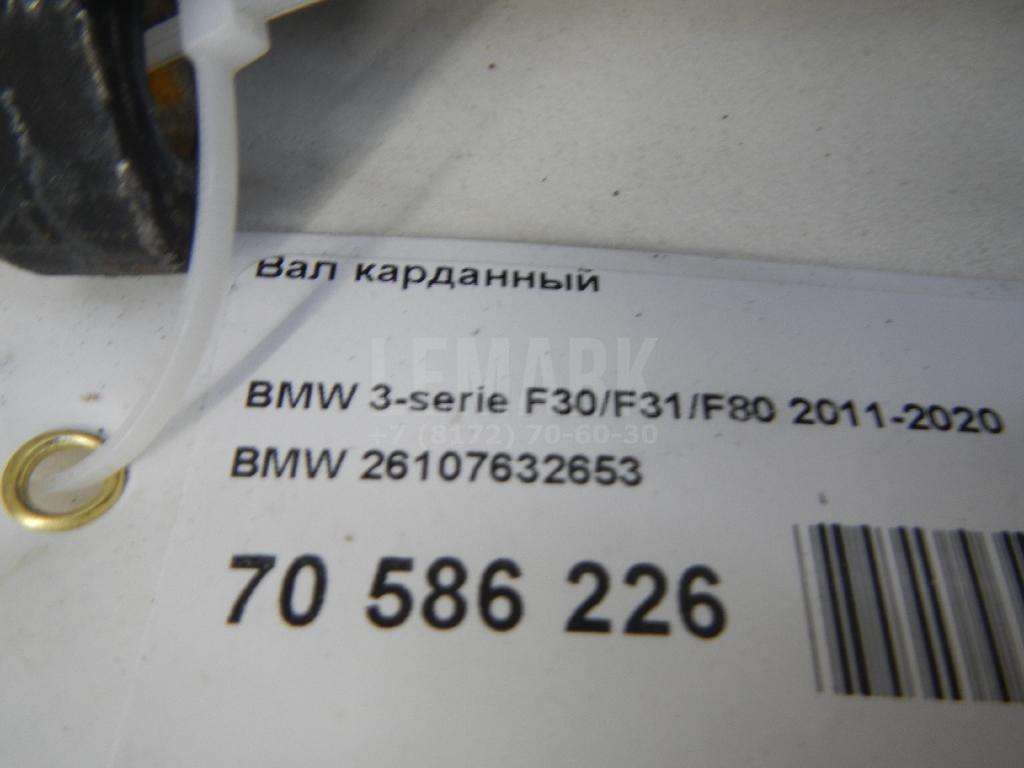 Вал карданный
LEMARK
BMW 3-serie F30/F31/F80 2011-2020
+7 (8172) 70-60-30
BMW 26107632653
70 586 226